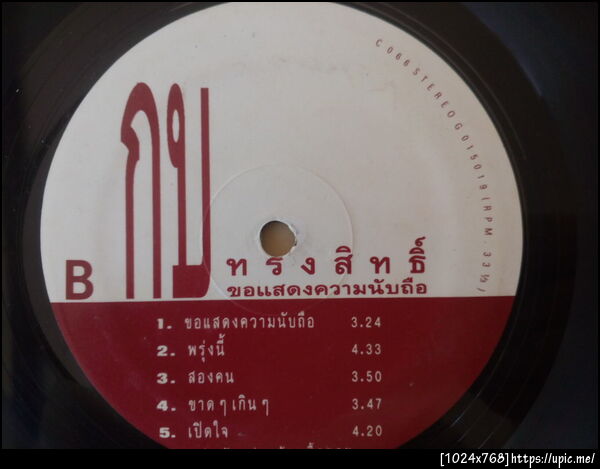 C 066 STEREO G015019 L RPM. 33⅓
กบ
B
ทรงสิทธิ์
ขอแสดงความนับถือ
1. ขอแสดงความนับถือ 3.24
2. พรุ่งนี้ 4.33
3. สองคน 3.50
4. ขาดๆเกินๆ 3.47
5. เปิดใจ 4.20
[1024x768]https://upic.me/